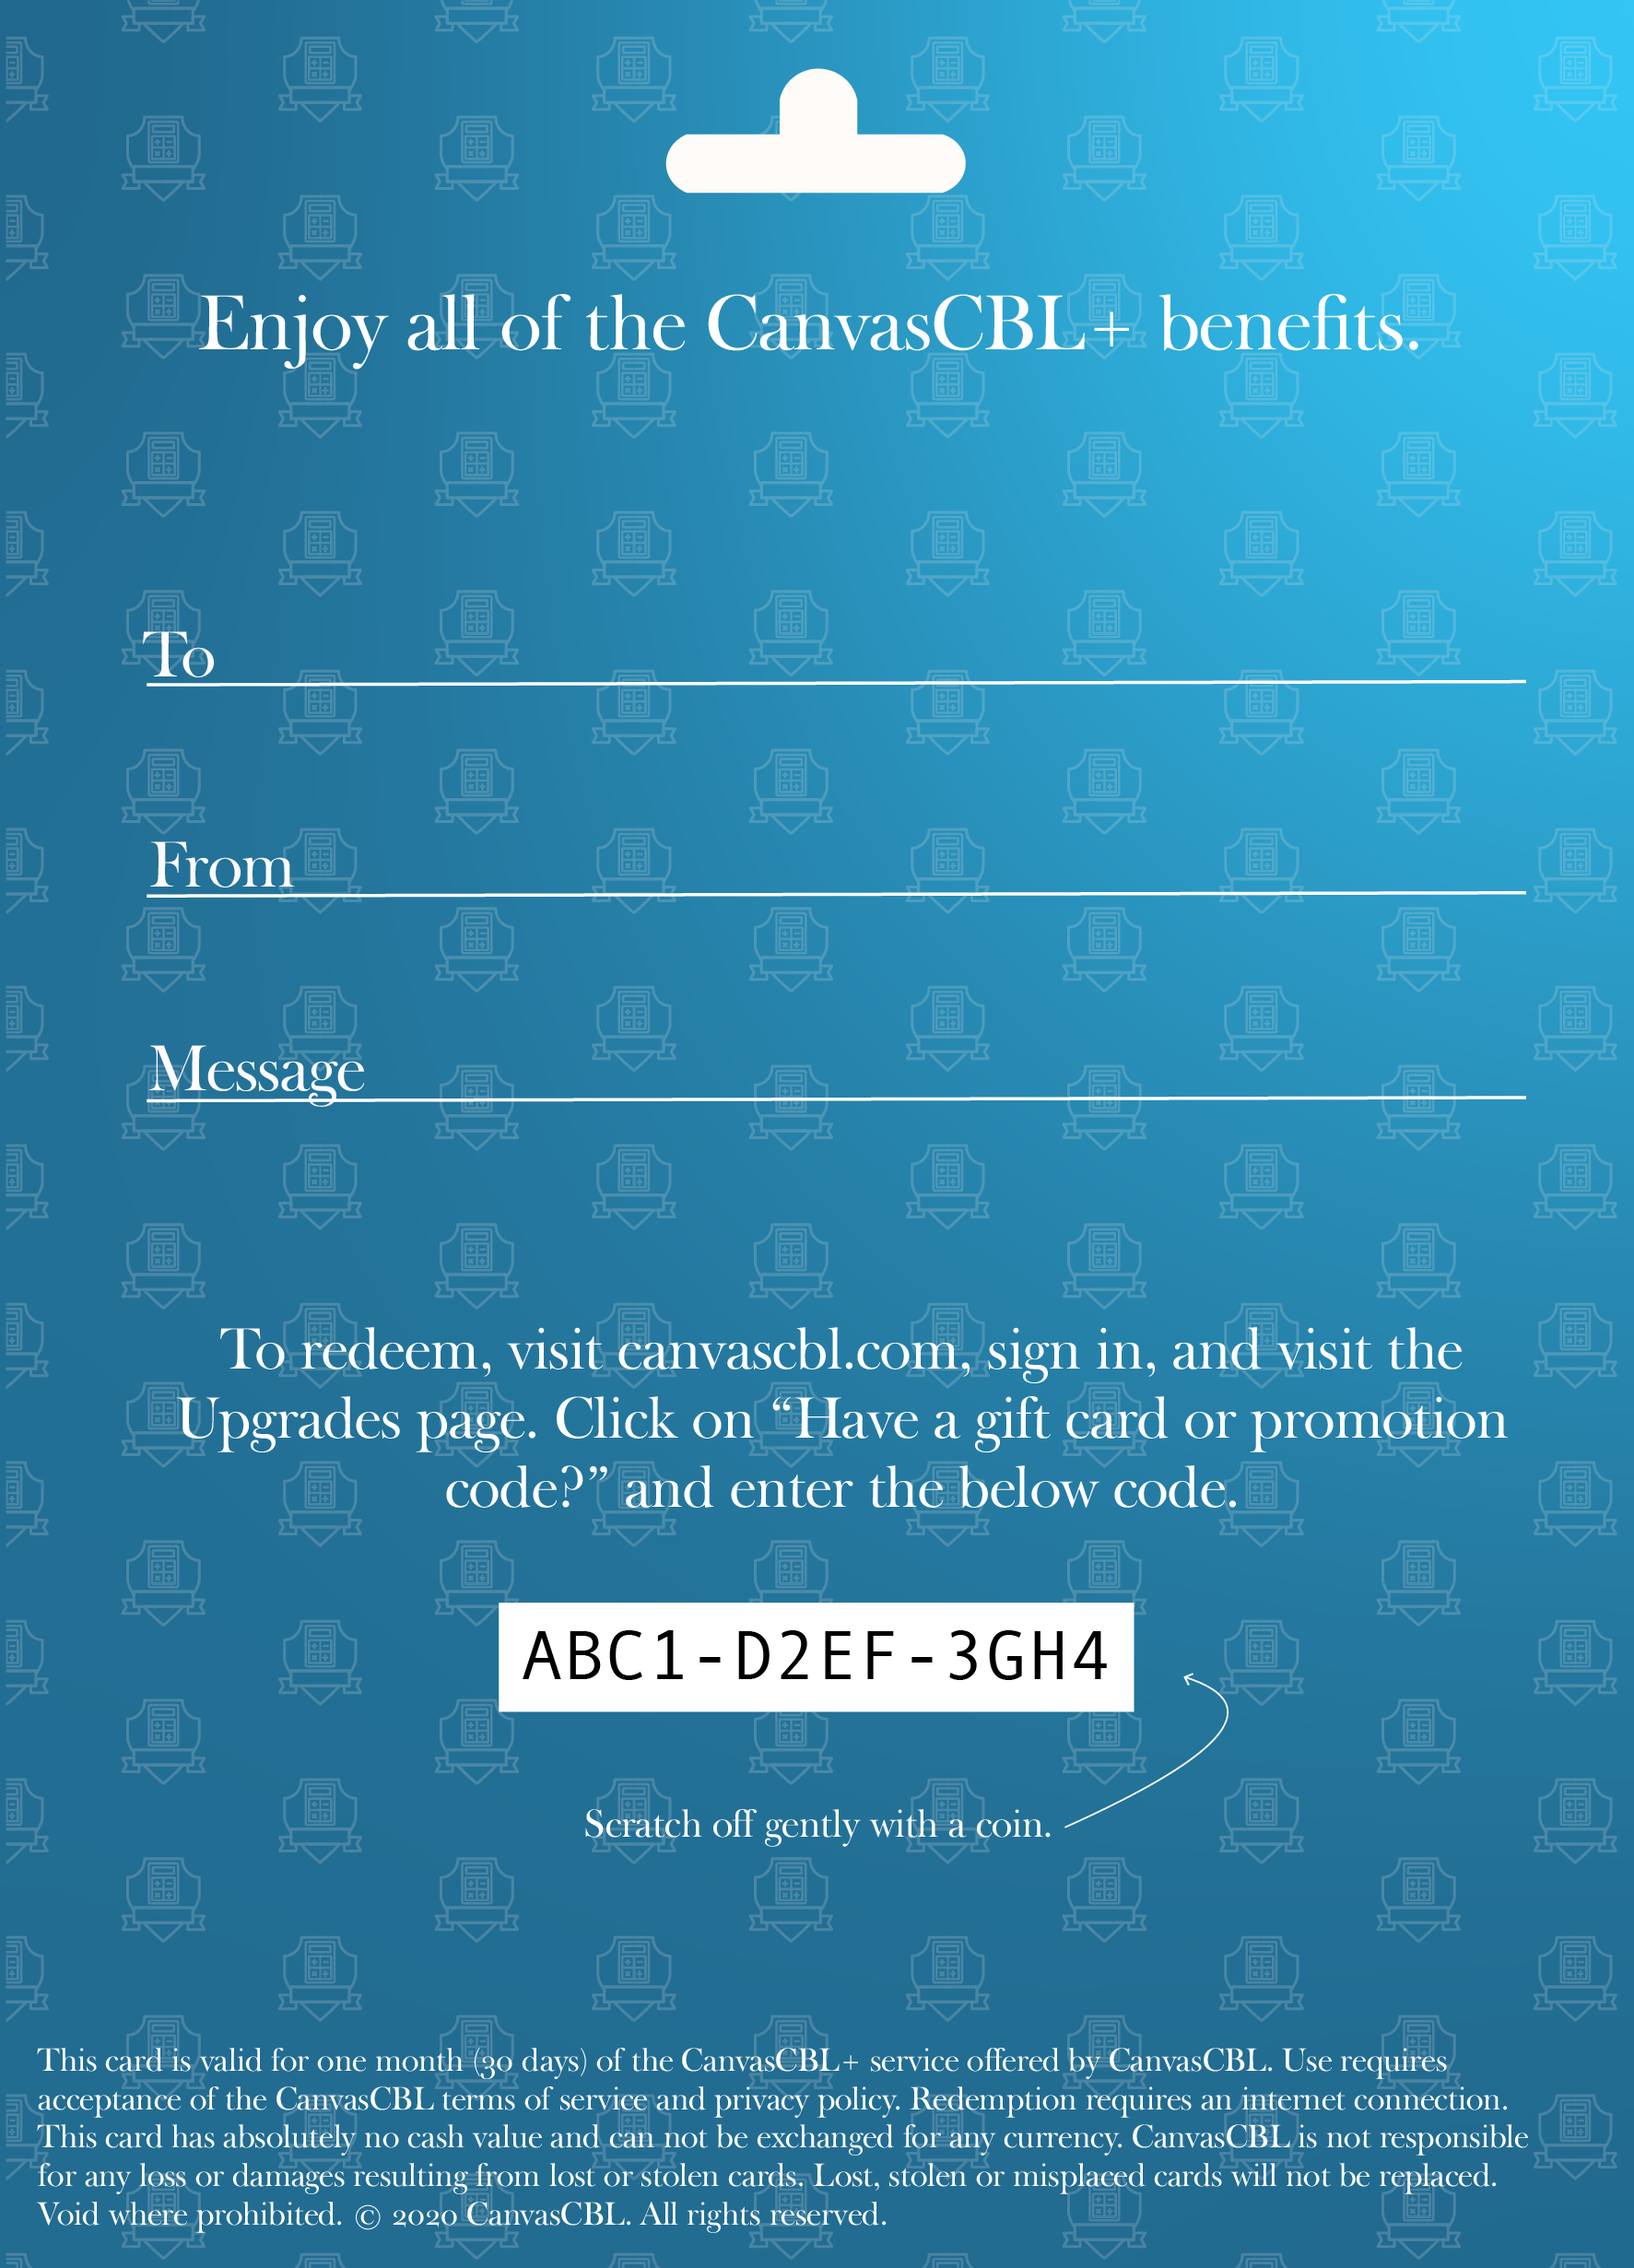 Enjoy all of the CanvasCBL+ benefits.
To
From
Message
To redeem, visit canvascbl.com, sign in, and visit the
Upgrades page. Click on “Have a gift card or promotion
code?” and enter the below code.
ABC1-D2EF-3GH4
Scratch off gently with a coin.
This card is valid for one month (30 days) of the CanvasCBL+ service offered by CanvasCBL. Use requires
acceptance of the CanvasCBL terms of service and privacy policy. Redemption requires an internet connection.
This card has absolutely no cash value and can not be exchanged for any currency. CanvasCBL is not responsible
for any loss or damages resulting from lost or stolen cards. Lost, stolen or misplaced cards will not be replaced.
Void where prohibited. © 2020 CanvasCBL. All rights reserved.